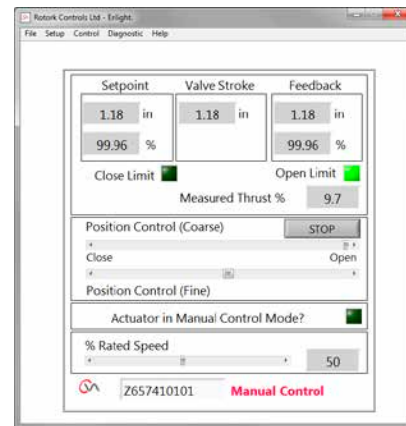 Rotork Controls Ltd - Enlight.
File Setup Control Diagnostic Help
Setpoint Valve Stroke Feedback
1.18 in 1.18 in 1.18 in
99.96 % 99.96 %
Close Limit Open Limit
Measured Thrust % 9.7
Position Control (Coarse) STOP
Close Open
Position Control (Fine)
Actuator in Manual Control Mode?
% Rated Speed
50
Z657410101 Manual Control